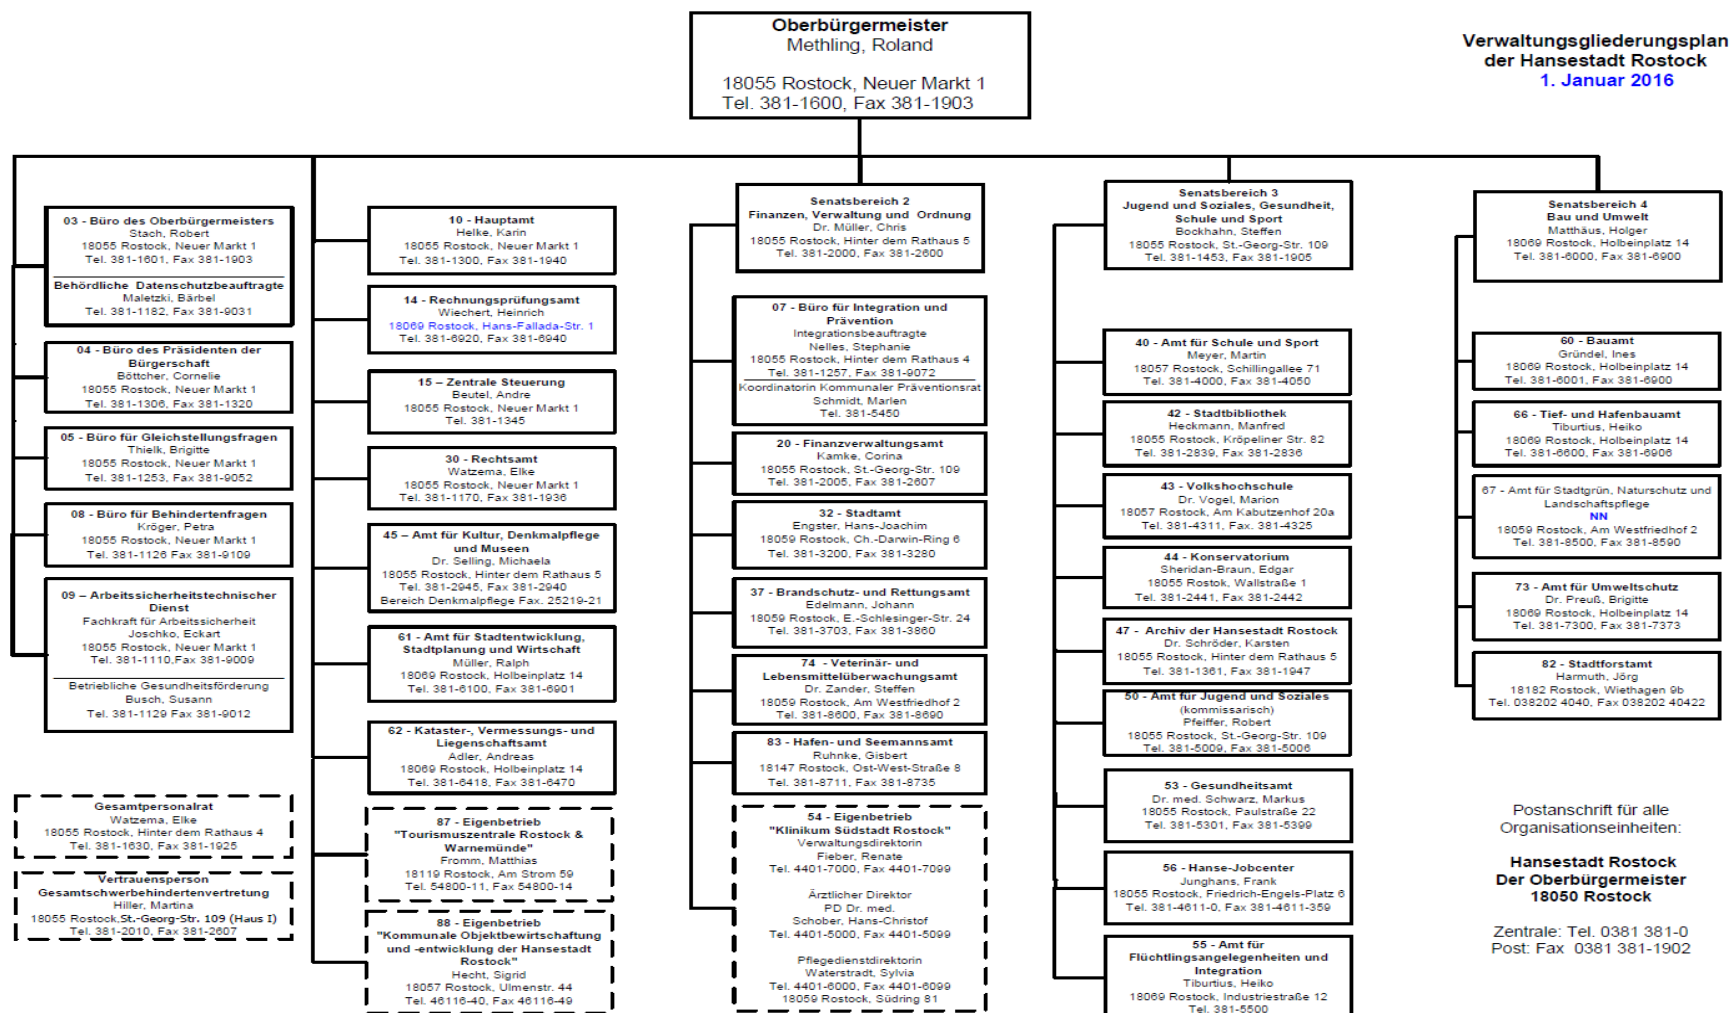 Oberbürgermeister
Methling, Roland
18055 Rostock, Neuer Markt 1
Tel. 381-1600, Fax 381-1903
Verwaltungsgliederungsplan
der Hansestadt Rostock
1. Januar 2016
03 - Büro des Oberbürgermeisters
Stach, Robert
18055 Rostock, Neuer Markt 1
Tel. 381-1601, Fax 381-1903
Behördliche Datenschutzbeauftragte
Maletzki, Bärbel
Tel. 381-1182, Fax 381-9031
04 - Büro des Präsidenten der
Bürgerschaft
Böttcher, Cornelie
18055 Rostock, Neuer Markt 1
Tel. 381-1306, Fax 381-1320
05 - Büro für Gleichstellungsfragen
Thielk, Brigitte
18055 Rostock, Neuer Markt 1
Tel. 381-1253, Fax 381-9052
08 - Büro für Behindertenfragen
Kröger, Petra
18055 Rostock, Neuer Markt 1
Tel. 381-1126 Fax 381-9109
09 – Arbeitssicherheitstechnischer
Dienst
Fachkraft für Arbeitssicherheit
Joschko, Eckart
18055 Rostock, Neuer Markt 1
Tel. 381-1110,Fax 381-9009
Betriebliche Gesundheitsförderung
Busch, Susann
Tel. 381-1129 Fax 381-9012
Gesamtpersonalrat
Watzema, Elke
18055 Rostock, Hinter dem Rathaus 4
Tel. 381-1630, Fax 381-1925
Vertrauensperson
Gesamtschwerbehindertenvertretung
Hiller, Martina
18055 Rostock,St.-Georg-Str. 109 (Haus I)
Tel. 381-2010, Fax 381-2607
10 - Hauptamt
Helke, Karin
18055 Rostock, Neuer Markt 1
Tel. 381-1300, Fax 381-1940
14 - Rechnungsprüfungsamt
Wiechert, Heinrich
18069 Rostock, Hans-Fallada-Str. 1
Tel. 381-6920, Fax 381-6940
15 – Zentrale Steuerung
Beutel, Andre
18055 Rostock, Neuer Markt 1
Tel. 381-1345
30 - Rechtsamt
Watzema, Elke
18055 Rostock, Neuer Markt 1
Tel. 381-1170, Fax 381-1936
45 – Amt für Kultur, Denkmalpflege
und Museen
Dr. Selling, Michaela
18055 Rostock, Hinter dem Rathaus 5
Tel. 381-2945, Fax 381-2940
Bereich Denkmalpflege Fax. 25219-21
61 - Amt für Stadtentwicklung,
Stadtplanung und Wirtschaft
Müller, Ralph
18069 Rostock, Holbeinplatz 14
Tel. 381-6100, Fax 381-6901
62 - Kataster-, Vermessungs- und
Liegenschaftsamt
Adler, Andreas
18069 Rostock, Holbeinplatz 14
Tel. 381-6418, Fax 381-6470
87 - Eigenbetrieb
"Tourismuszentrale Rostock &
Warnemünde"
Fromm, Matthias
18119 Rostock, Am Strom 59
Tel. 54800-11, Fax 54800-14
88 - Eigenbetrieb
"Kommunale Objektbewirtschaftung
und -entwicklung der Hansestadt
Rostock"
Hecht, Sigrid
18057 Rostock, Ulmenstr. 44
Tel. 46116-40, Fax 46116-49
Senatsbereich 2
Finanzen, Verwaltung und Ordnung
Dr. Müller, Chris
18055 Rostock, Hinter dem Rathaus 5
Tel. 381-2000, Fax 381-2600
07 - Büro für Integration und
Prävention
Integrationsbeauftragte
Nelles, Stephanie
18055 Rostock, Hinter dem Rathaus 4
Tel. 381-1257, Fax 381-9072
Koordinatorin Kommunaler Präventionsrat
Schmidt, Marlen
Tel. 381-5450
20 - Finanzverwaltungsamt
Kamke, Corina
18055 Rostock, St.-Georg-Str. 109
Tel. 381-2005, Fax 381-2607
32 - Stadtamt
Engster, Hans-Joachim
18059 Rostock, Ch.-Darwin-Ring 6
Tel. 381-3200, Fax 381-3280
37 - Brandschutz- und Rettungsamt
Edelmann, Johann
18059 Rostock, E.-Schlesinger-Str. 24
Tel. 381-3703, Fax 381-3860
74 - Veterinär- und
Lebensmittelüberwachungsamt
Dr. Zander, Steffen
18059 Rostock, Am Westfriedhof 2
Tel. 381-8600, Fax 381-8690
83 - Hafen- und Seemannsamt
Ruhnke, Gisbert
18147 Rostock, Ost-West-Straße 8
Tel. 381-8711, Fax 381-8735
54 - Eigenbetrieb
"Klinikum Südstadt Rostock"
Verwaltungsdirektorin
Fieber, Renate
Tel. 4401-7000, Fax 4401-7099
Ärztlicher Direktor
PD Dr. med.
Schober, Hans-Christof
Tel. 4401-5000, Fax 4401-5099
Pflegedienstdirektorin
Waterstradt, Sylvia
Tel. 4401-6000, Fax 4401-6099
18059 Rostock, Südring 81
Senatsbereich 3
Jugend und Soziales, Gesundheit,
Schule und Sport
Bockhahn, Steffen
18055 Rostock, St.-Georg-Str. 109
Tel. 381-1453, Fax 381-1905
40 - Amt für Schule und Sport
Meyer, Martin
18057 Rostock, Schillingallee 71
Tel. 381-4000, Fax 381-4050
42 - Stadtbibliothek
Heckmann, Manfred
18055 Rostock, Kröpeliner Str. 82
Tel. 381-2839, Fax 381-2836
43 - Volkshochschule
Dr. Vogel, Marion
18057 Rostock, Am Kabutzenhof 20a
Tel. 381-4311, Fax. 381-4325
44 - Konservatorium
Sheridan-Braun, Edgar
18055 Rostok, Wallstraße 1
Tel. 381-2441, Fax 381-2442
47 - Archiv der Hansestadt Rostock
Dr. Schröder, Karsten
18055 Rostock, Hinter dem Rathaus 5
Tel. 381-1361, Fax 381-1947
50 - Amt für Jugend und Soziales
(kommissarisch)
Pfeiffer, Robert
18055 Rostock, St.-Georg-Str. 109
Tel. 381-5009, Fax 381-5006
53 - Gesundheitsamt
Dr. med. Schwarz, Markus
18055 Rostock, Paulstraße 22
Tel. 381-5301, Fax 381-5399
56 - Hanse-Jobcenter
Junghans, Frank
18055 Rostock, Friedrich-Engels-Platz 6
Tel. 381-4611-0, Fax 381-4611-359
55 - Amt für
Flüchtlingsangelegenheiten und
Integration
Tiburtius, Heiko
18069 Rostock, Industriestraße 12
Tel. 381-5500
Senatsbereich 4
Bau und Umwelt
Matthäus, Holger
18069 Rostock, Holbeinplatz 14
Tel. 381-6000, Fax 381-6900
60 - Bauamt
Gründel, Ines
18069 Rostock, Holbeinplatz 14
Tel. 381-6001, Fax 381-6900
66 - Tief- und Hafenbauamt
Tiburtius, Heiko
18069 Rostock, Holbeinplatz 14
Tel. 381-6600, Fax 381-6906
67 - Amt für Stadtgrün, Naturschutz und
Landschaftspflege
NN
18059 Rostock, Am Westfriedhof 2
Tel. 381-8500, Fax 381-8590
73 - Amt für Umweltschutz
Dr. Preuß, Brigitte
18069 Rostock, Holbeinplatz 14
Tel. 381-7300, Fax 381-7373
82 - Stadtforstamt
Harmuth, Jörg
18182 Rostock, Wiethagen 9b
Tel. 038202 4040, Fax 038202 40422
Postanschrift für alle
Organisationseinheiten:
Hansestadt Rostock
Der Oberbürgermeister
18050 Rostock
Zentrale: Tel. 0381 381-0
Post: Fax 0381 381-1902